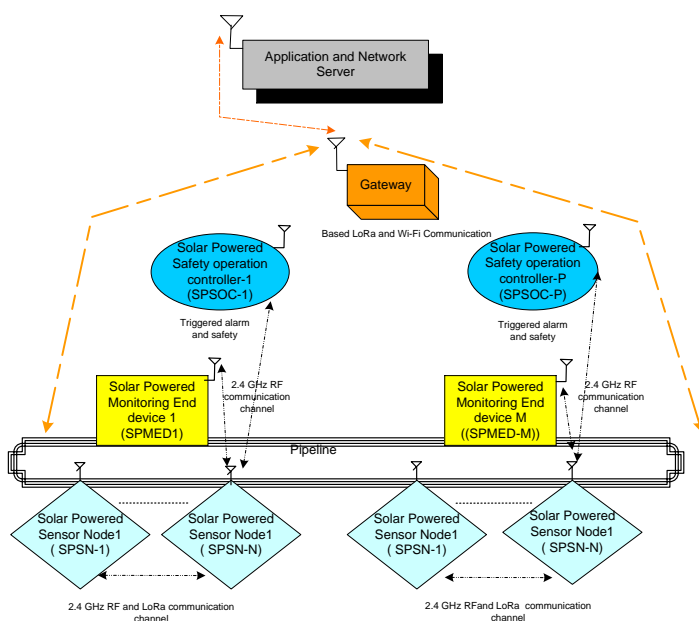 Application and Network
Server
Gateway
Based LoRa and Wi-Fi Communication
Solar Powered
Safety operation
controller-1
(SPSOC-1)
Solar Powered
Safety operation
controller-P
(SPSOC-P)
Triggered alarm
and safety
Triggered alarm
and safety
Solar Powered
Monitoring End
device 1
(SPMED1)
2.4 GHz RF
communication
channel
Solar Powered
Monitoring End
device M
((SPMED-M))
2.4 GHz RF
communication
channel
Pipeline
Solar Powered
Sensor Node1
( SPSN-1)
Solar Powered
Sensor Node1
( SPSN-N)
Solar Powered
Sensor Node1
( SPSN-1)
Solar Powered
Sensor Node1
( SPSN-N)
2.4 GHz RF and LoRa communication
channel
2.4 GHz RFand LoRa communication
channel